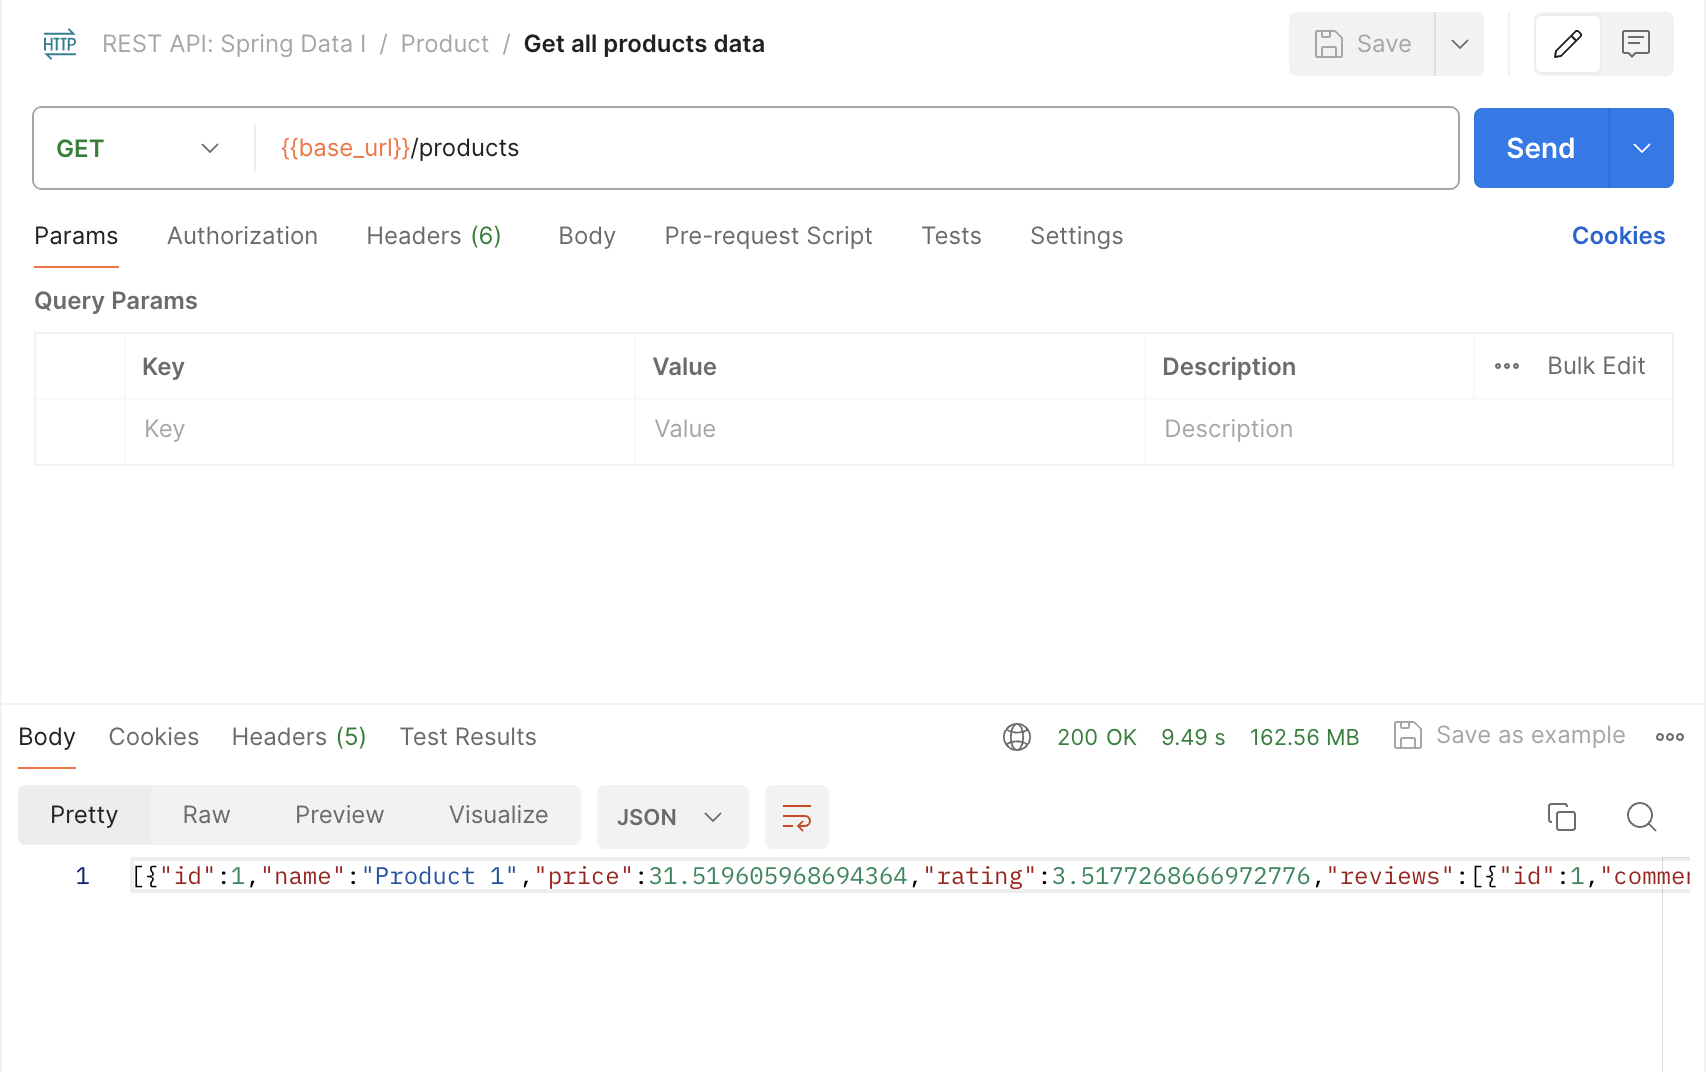 HTTP REST API: Spring Data I / Product / Get all products data Save
GET {{base_url}}/products Send
Params Authorization Headers (6) Body Pre-request Script Tests Settings Cookies
Query Params
Key Value Description Bulk Edit
Key Value Description
Body Cookies Headers (5) Test Results 200 OK 9.49 s 162.56 MB Save as example
Pretty Raw Preview Visualize JSON
1 [{"id":1,"name":"Product 1","price":31.519605968694364,"rating":3.5177268666972776,"reviews":[{"id":1,"commen